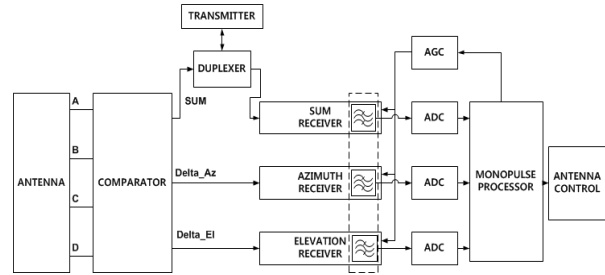 TRANSMITTER
DUPLEXER
AGC
A
SUM
SUM
RECEIVER
ADC
B
ANTENNA
COMPARATOR
Delta_Az
AZIMUTH
RECEIVER
ADC
MONOPULSE
PROCESSOR
ANTENNA
CONTROL
C
D
Delta_El
ELEVATION
RECEIVER
ADC